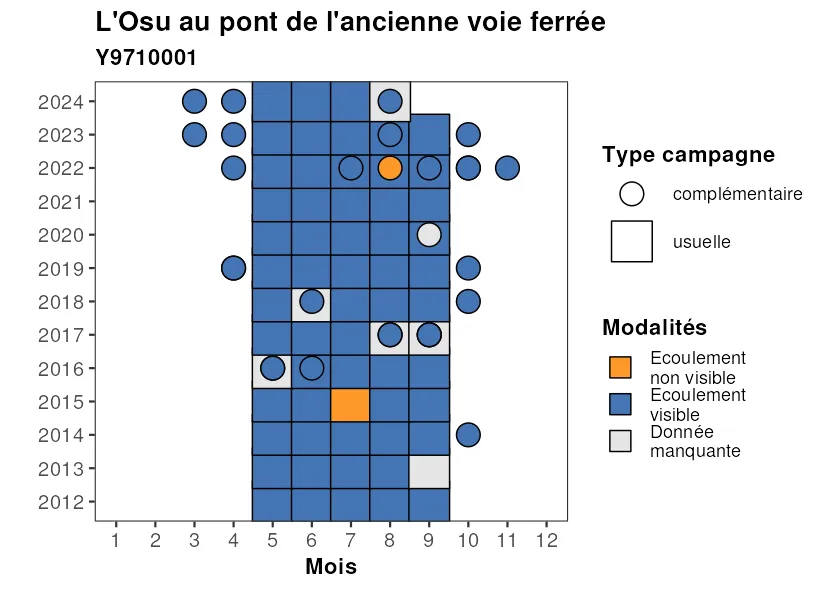 L'Osu au pont de l'ancienne voie ferrée
Y9710001
2024
2023
2022
2021
2020
2019
2018
2017
2016
2015
2014
2013
2012
1 2 3 4 5 6 7 8 9 10 11 12
Mois
Type campagne
complémentaire
usuelle
Modalités
Ecoulement
non visible
Ecoulement
visible
Donnée
manquante